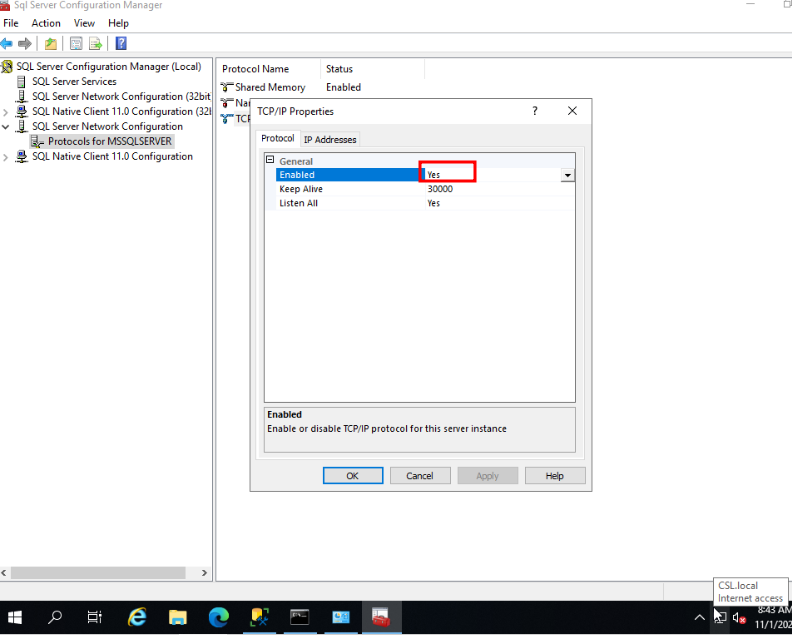 Sql Server Configuration Manager
File Action View Help
SQL Server Configuration Manager (Local)
SQL Server Services
SQL Server Network Configuration (32bit
SQL Native Client 11.0 Configuration (32
SQL Server Network Configuration
Protocols for MSSQLSERVER
SQL Native Client 11.0 Configuration
Protocol Name Status
Shared Memory Enabled
Na
TCP
TCP/IP Properties
Protocol IP Addresses
General
Enabled Yes
Keep Alive 30000
Listen All Yes
Enabled
Enable or disable TCP/IP protocol for this server instance
OK Cancel Apply Help
CSL.local
Internet access
8:43 AM
11/1/202